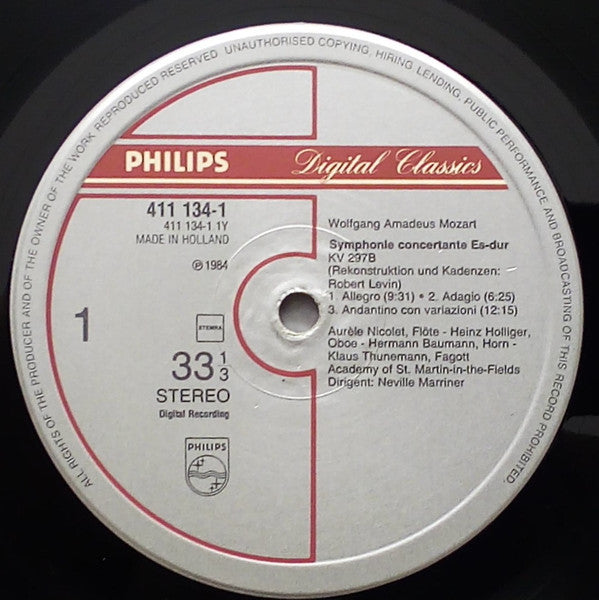 ALL RIGHTS OF THE PRODUCER AND OF THE OWNER OF THE WORK REPRODUCED RESERVED UNAUTHORISED COPYING, HIRING, LENDING, PUBLIC PERFORMANCE AND BROADCASTING OF THIS RECORD PROHIBITED.
PHILIPS
Digital Classics
411 134-1
411 134-1.1Y
MADE IN HOLLAND
℗ 1984
1
STEMRA
33 1/3
STEREO
Digital Recording
PHILIPS
Wolfgang Amadeus Mozart
Symphonie concertante Es-dur
KV 297B
(Rekonstruktion und Kadenzen:
Robert Levin)
1. Allegro (9:31) • 2. Adagio (6:25)
3. Andantino con variazioni (12:15)
Aurèle Nicolet, Flöte - Heinz Holliger,
Oboe - Hermann Baumann, Horn -
Klaus Thunemann, Fagott
Academy of St. Martin-in-the-Fields
Dirigent: Neville Marriner